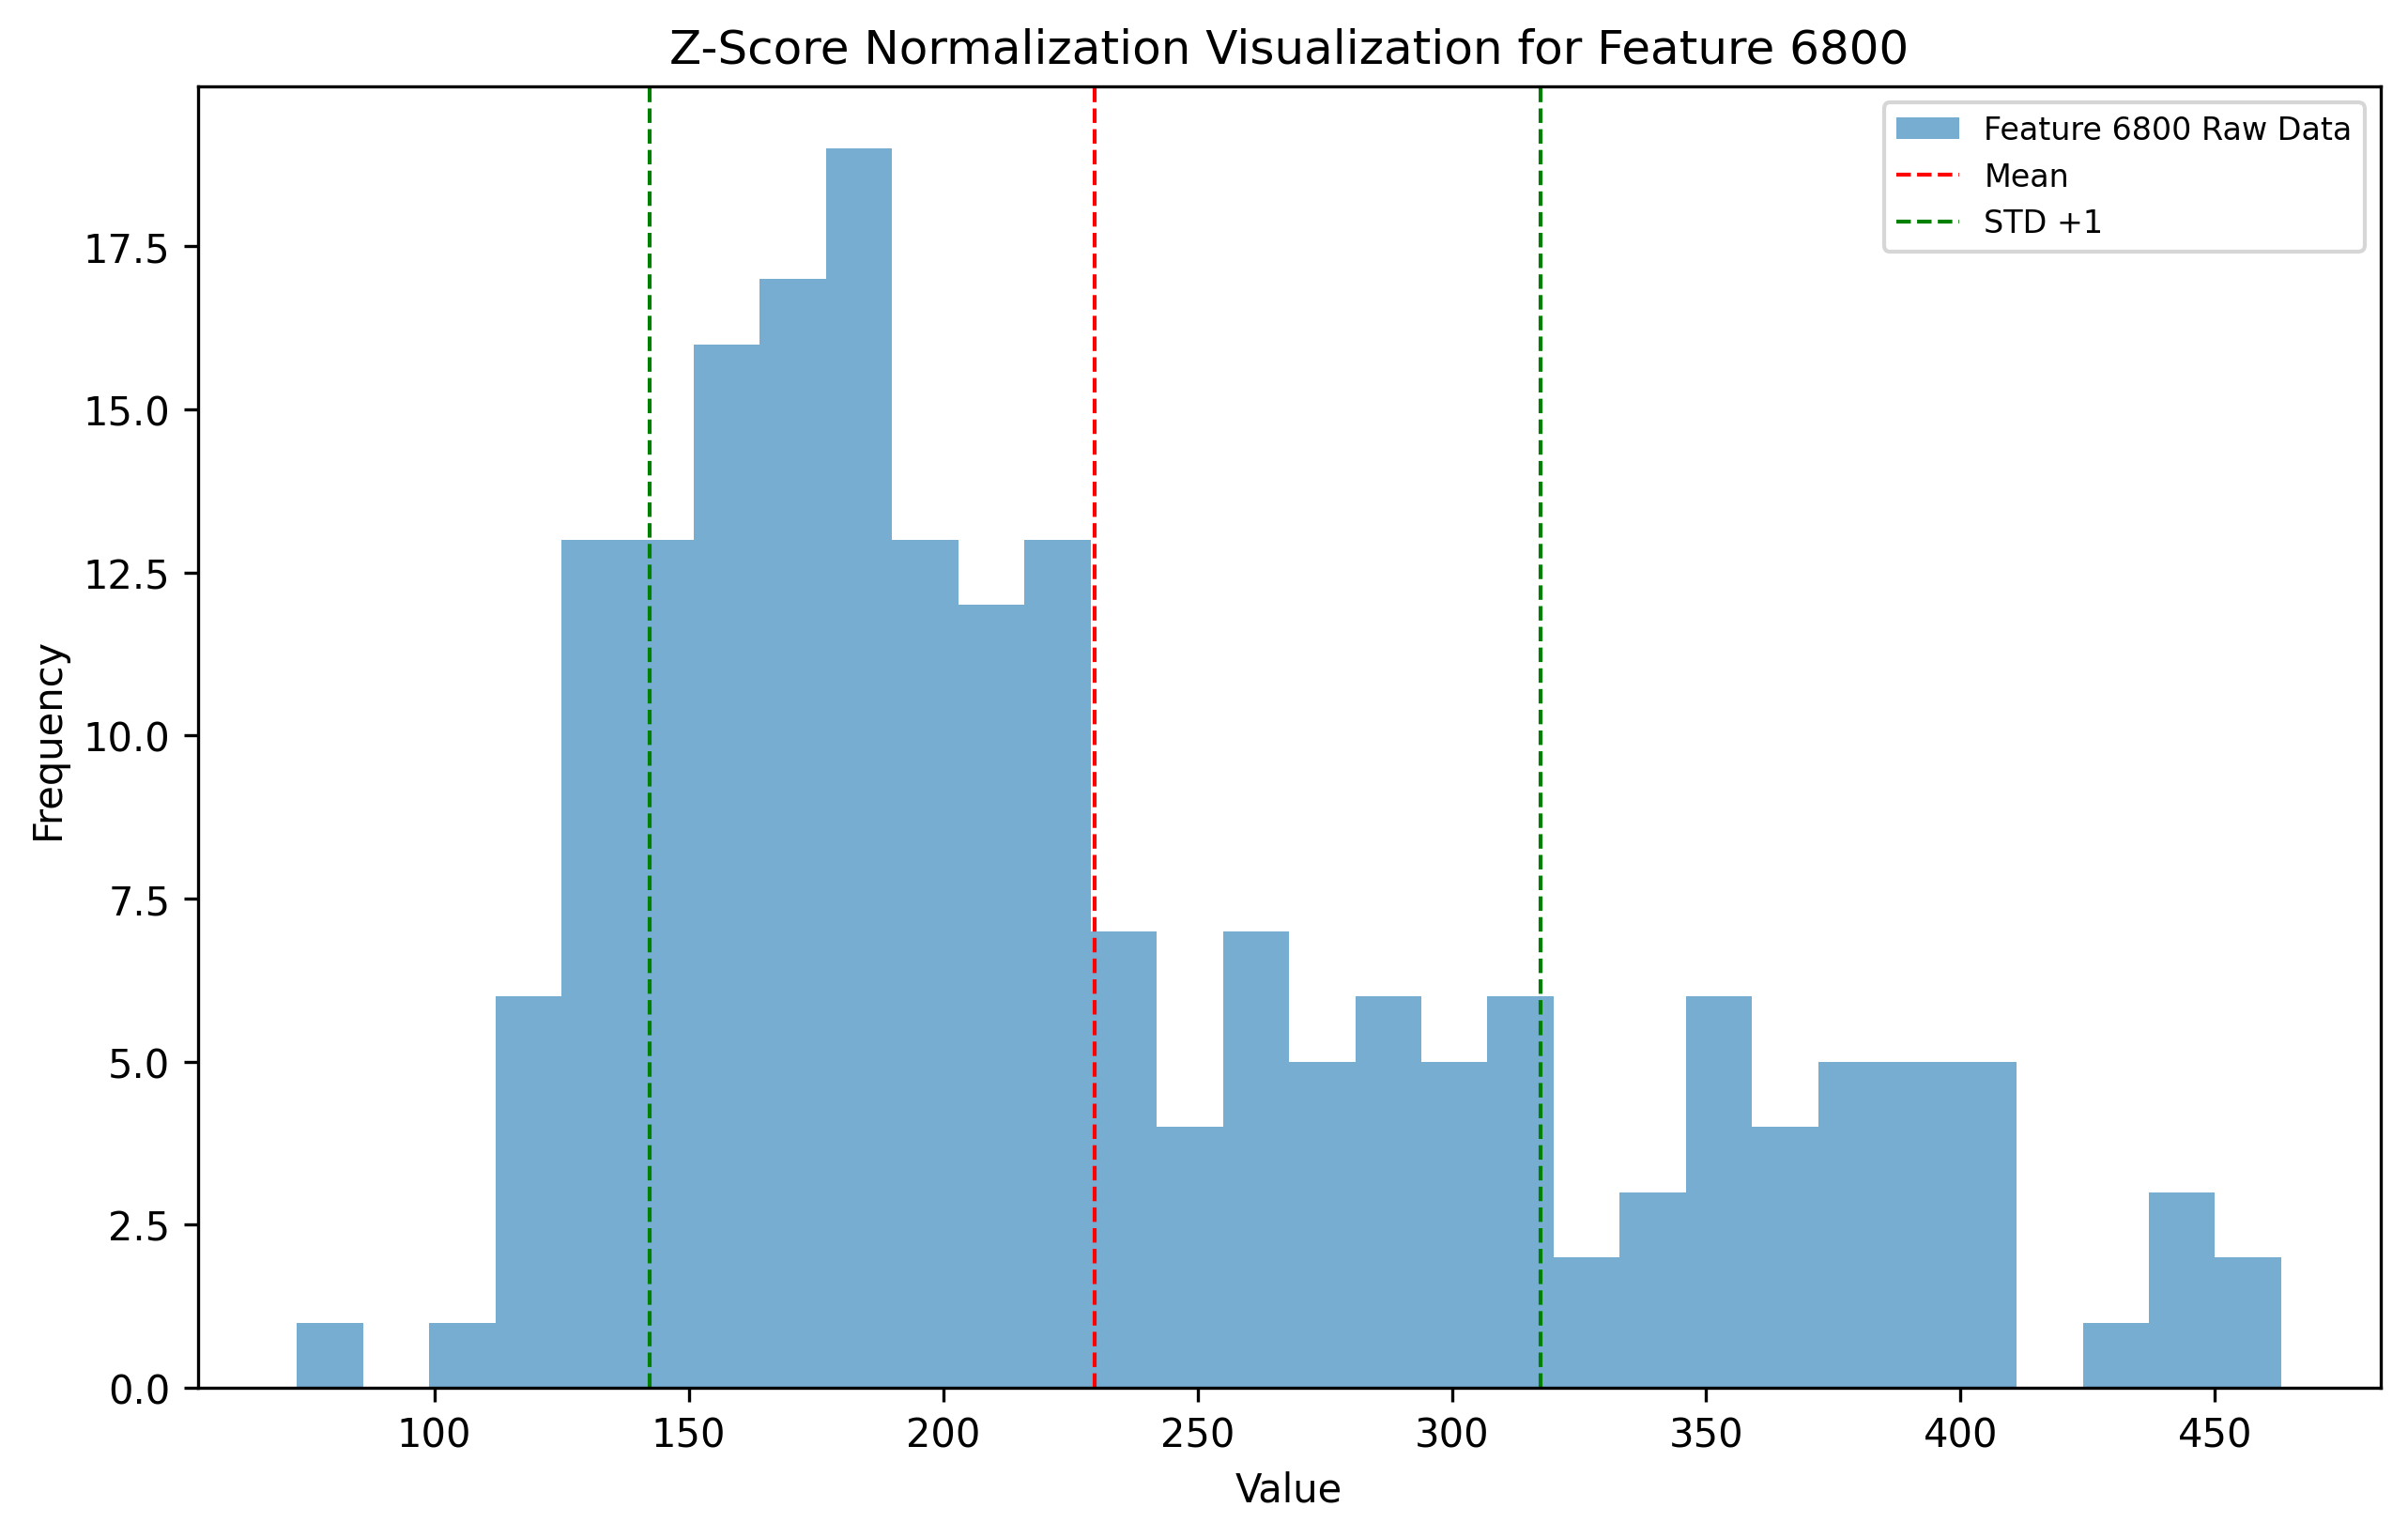 Z-Score Normalization Visualization for Feature 6800
Feature 6800 Raw Data
Mean
STD +1
17.5
15.0
12.5
10.0
7.5
5.0
2.5
0.0
Frequency
100 150 200 250 300 350 400 450
Value